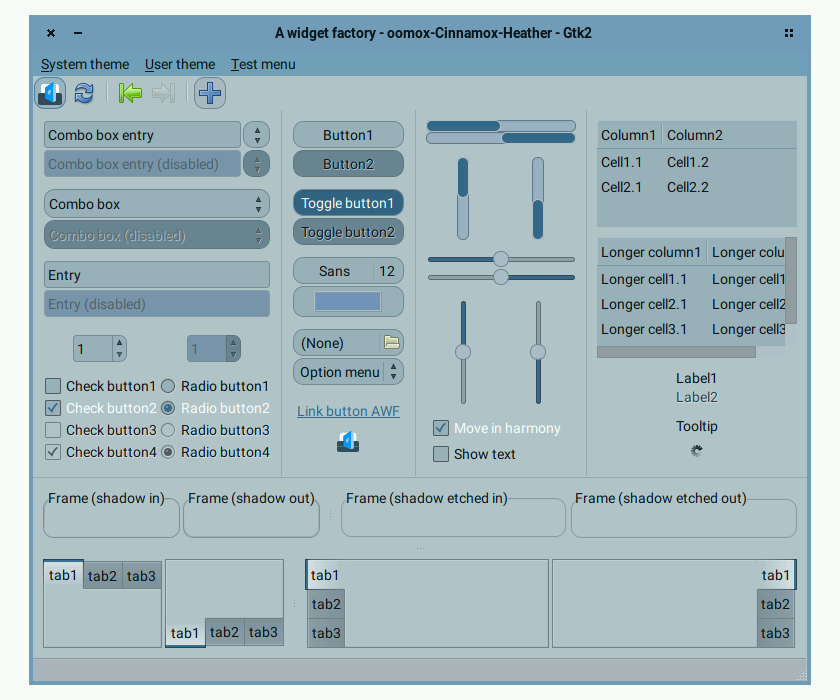 A widget factory - oomox-Cinnamox-Heather - Gtk2
System theme User theme Test menu
Combo box entry
Combo box entry (disabled)
Combo box
Combo box (disabled)
Entry
Entry (disabled)
1 1
Check button1 Radio button1
Check button2 Radio button2
Check button3 Radio button3
Check button4 Radio button4
Button1
Button2
Toggle button1
Toggle button2
Sans 12
(None)
Option menu
Link button AWF
Move in harmony
Show text
Column1 Column2
Cell1.1 Cell1.2
Cell2.1 Cell2.2
Longer column1 Longer colu
Longer cell1.1 Longer cell1
Longer cell2.1 Longer cell2
Longer cell3.1 Longer cell3
Label1
Label2
Tooltip
Frame (shadow in) Frame (shadow out) Frame (shadow etched in) Frame (shadow etched out)
tab1 tab2 tab3
tab1 tab2 tab3
tab1
tab2
tab3
tab1
tab2
tab3